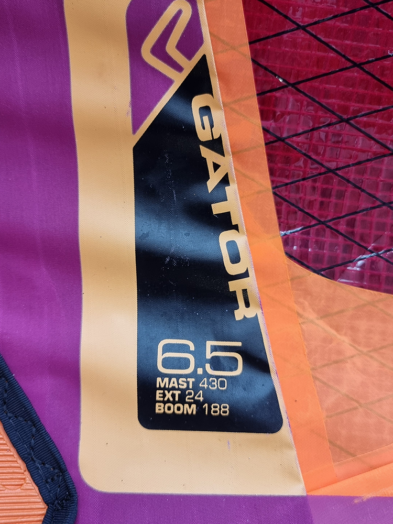 GATOR
6.5
MAST 430
EXT 24
BOOM 188